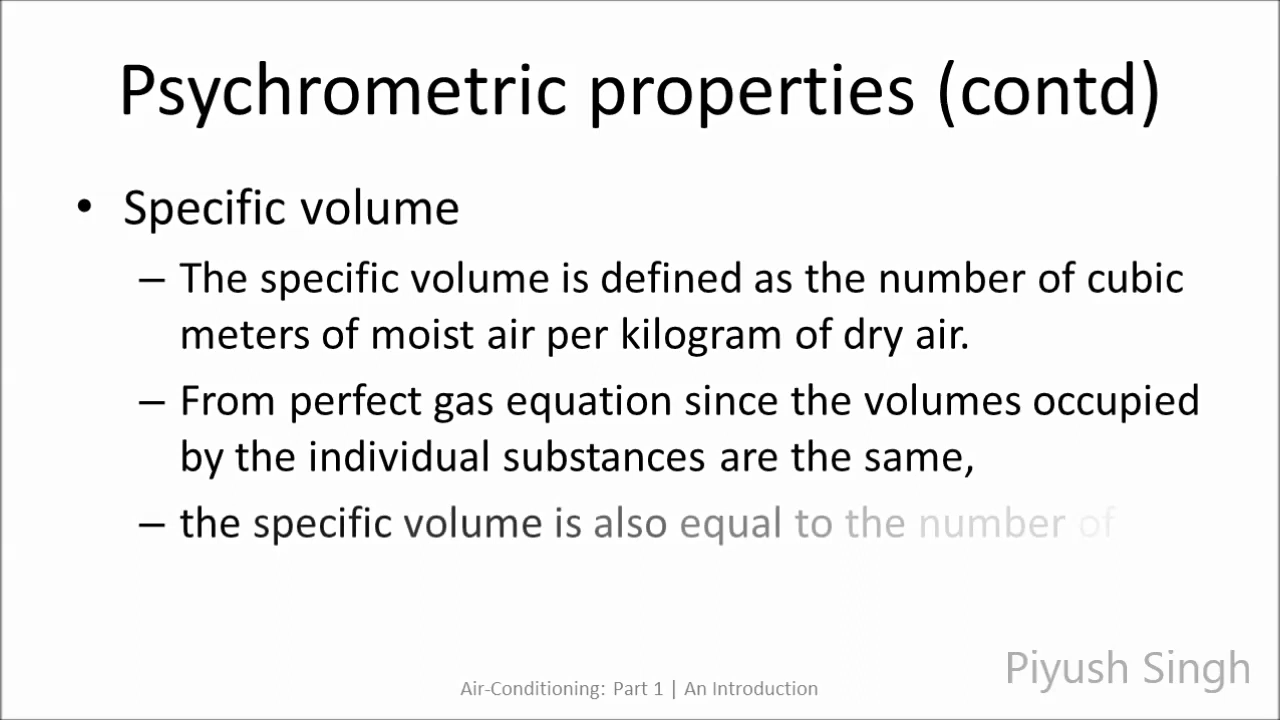 Psychrometric properties (contd)
• Specific volume
– The specific volume is defined as the number of cubic
meters of moist air per kilogram of dry air.
– From perfect gas equation since the volumes occupied
by the individual substances are the same,
– the specific volume is also equal to the number of
Piyush Singh
Air-Conditioning: Part 1 | An Introduction